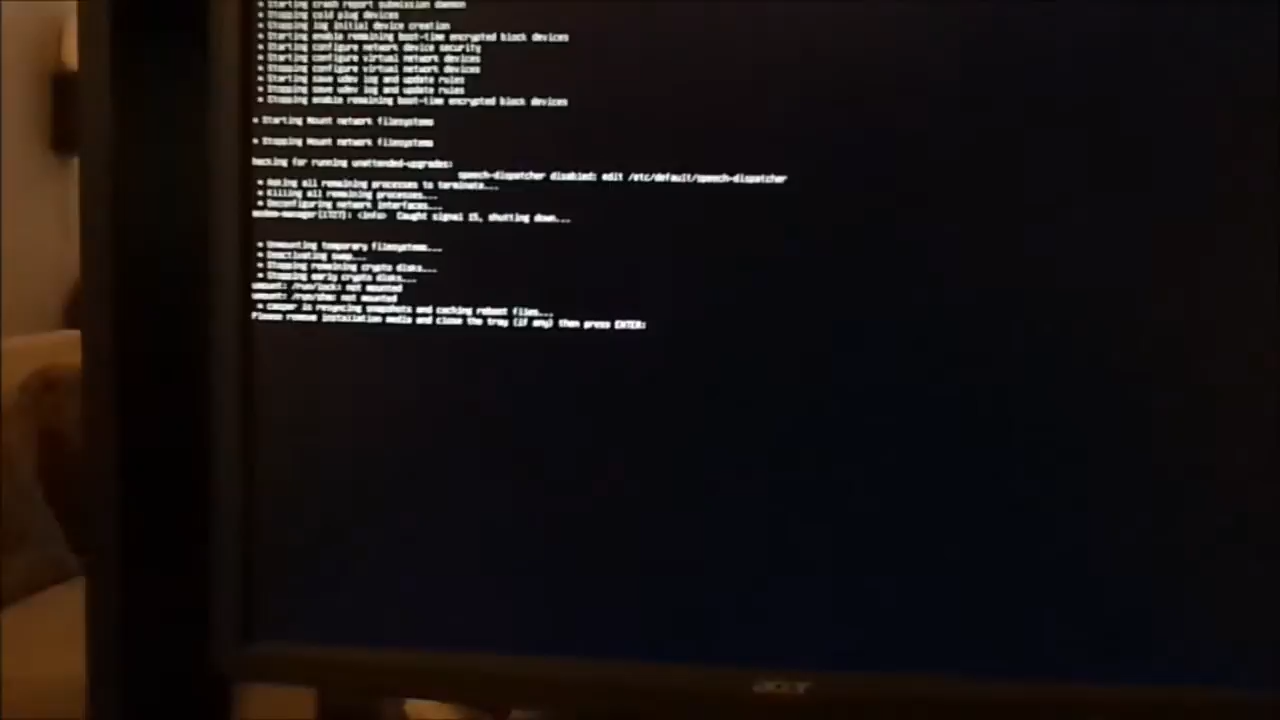 * Starting crash report submission daemon
* Stopping cold plug devices
* Stopping log initial device creation
* Starting enable remaining boot-time encrypted block devices
* Starting configure network device security
* Starting configure virtual network devices
* Stopping configure virtual network devices
* Starting save udev log and update rules
* Stopping save udev log and update rules
* Stopping enable remaining boot-time encrypted block devices
* Starting Mount network filesystems
* Stopping Mount network filesystems
hecking for running unattended-upgrades:
speech-dispatcher disabled; edit /etc/default/speech-dispatcher
* Asking all remaining processes to terminate...
* Killing all remaining processes...
* Deconfiguring network interfaces...
modem-manager[1327]: <info>  Caught signal 15, shutting down...
* Unmounting temporary filesystems...
* Deactivating swap...
* Stopping remaining crypto disks...
* Stopping early crypto disks...
umount: /run/lock: not mounted
umount: /run/shm: not mounted
* casper is resyncing snapshots and caching reboot files...
Please remove installation media and close the tray (if any) then press ENTER:
acer